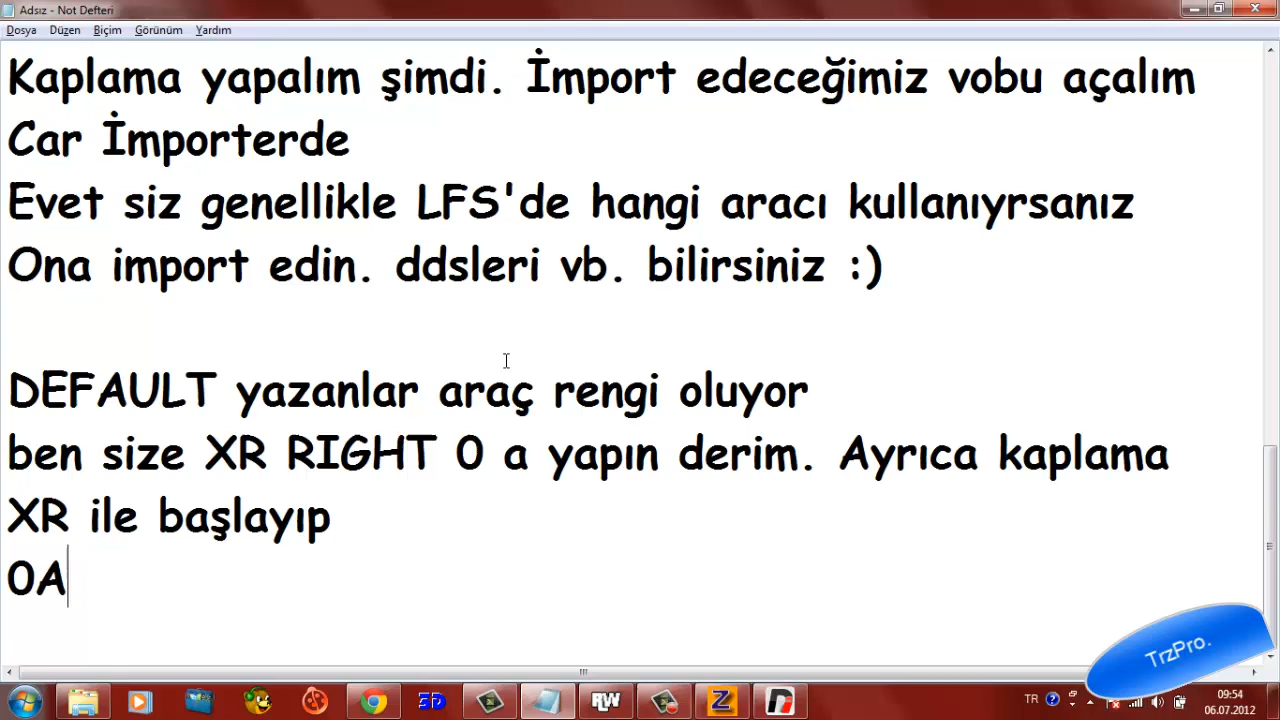 Adsız - Not Defteri
Dosya Düzen Biçim Görünüm Yardım
Kaplama yapalım şimdi. İmport edeceğimiz vobu açalım
Car İmporterde
Evet siz genellikle LFS'de hangi aracı kullanıyrsanız
Ona import edin. ddsleri vb. bilirsiniz :)
DEFAULT yazanlar araç rengi oluyor
ben size XR RIGHT 0 a yapın derim. Ayrıca kaplama
XR ile başlayıp
0A
TrzPro.
3D RW Z
TR 09:54
06.07.2012